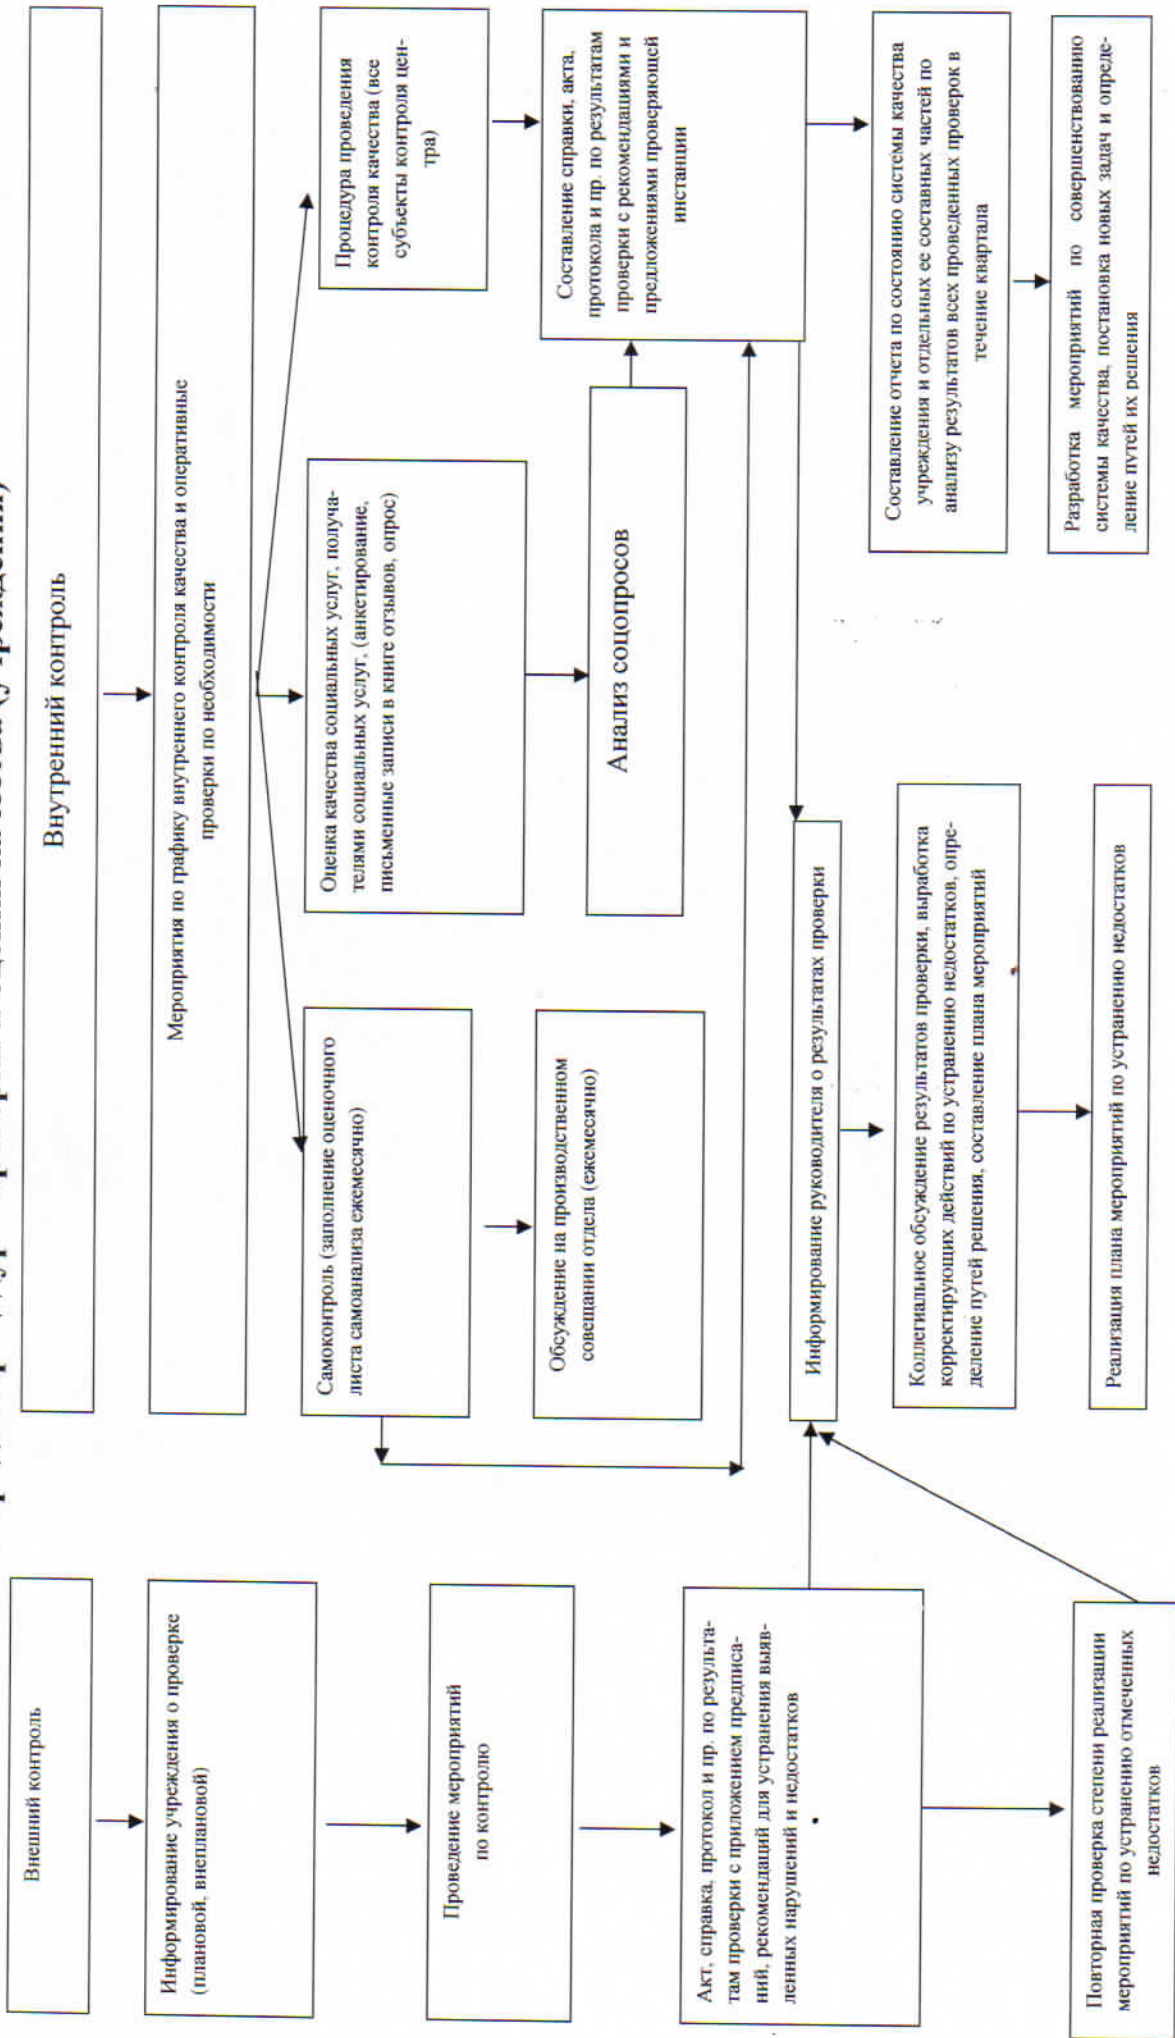 Внешний контроль
Информирование учреждения о проверке
(плановой, внеплановой)
Проведение мероприятий
по контролю
Акт, справка, протокол и пр. по результа-
там проверки с приложением предписа-
ний, рекомендаций для устранения выяв-
ленных нарушений и недостатков
Повторная проверка степени реализации
мероприятий по устранению отмеченных
недостатков
Внутренний контроль
Мероприятия по графику внутреннего контроля качества и оперативные
проверки по необходимости
Самоконтроль (заполнение оценочного
листа самоанализа ежемесячно)
Обсуждение на производственном
совещании отдела (ежемесячно)
Оценка качества социальных услуг, получа-
телями социальных услуг, (анкетирование,
письменные записи в книге отзывов, опрос)
Анализ соцопросов
Процедура проведения
контроля качества (все
субъекты контроля цен-
тра)
Составление справки, акта,
протокола и пр. по результатам
проверки с рекомендациями и
предложениями проверяющей
инстанции
Информирование руководителя о результатах проверки
Коллегиальное обсуждение результатов проверки, выработка
корректирующих действий по устранению недостатков, опре-
деление путей решения, составление плана мероприятий
Реализация плана мероприятий по устранению недостатков
Составление отчета по состоянию системы качества
учреждения и отдельных ее составных частей по
анализу результатов всех проведенных проверок в
течение квартала
Разработка мероприятий по совершенствованию
системы качества, постановка новых задач и опреде-
ление путей их решения